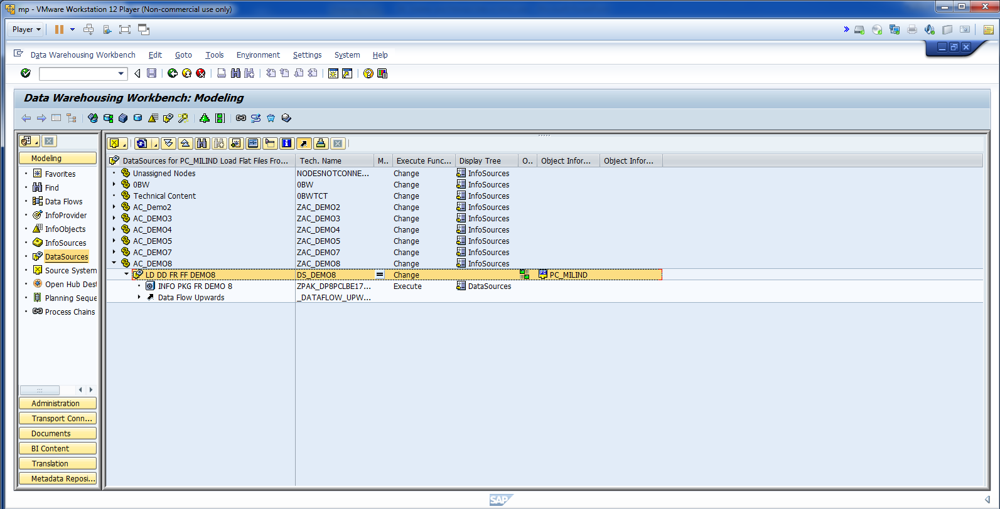 mp - VMware Workstation 12 Player (Non-commercial use only)
Player
Data Warehousing Workbench Edit Goto Tools Environment Settings System Help
Data Warehousing Workbench: Modeling
Modeling
Favorites
Find
Data Flows
InfoProvider
InfoObjects
InfoSources
DataSources
Source System
Open Hub Dest
Planning Seque
Process Chains
Administration
Transport Conn...
Documents
BI Content
Translation
Metadata Reposi...
DataSources for PC_MILIND Load Flat Files Fro... Tech. Name M.. Execute Func... Display Tree O.. Object Infor... Object Infor...
Unassigned Nodes NODESNOTCONNE... Change InfoSources
0BW 0BW Change InfoSources
Technical Content 0BWTCT Change InfoSources
AC_Demo2 ZAC_DEMO2 Change InfoSources
AC_DEMO3 ZAC_DEMO3 Change InfoSources
AC_DEMO4 ZAC_DEMO4 Change InfoSources
AC_DEMO5 ZAC_DEMO5 Change InfoSources
AC_DEMO7 ZAC_DEMO7 Change InfoSources
AC_DEMO8 ZAC_DEMO8 Change InfoSources
LD DD FR FF DEMO8 DS_DEMO8 = Change PC_MILIND
INFO PKG FR DEMO 8 ZPAK_DP8PCLBE17... Execute DataSources
Data Flow Upwards _DATAFLOW_UPW...
SAP